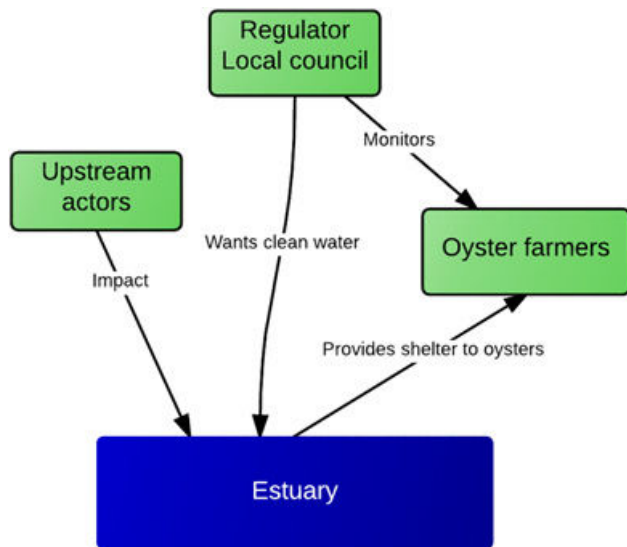 Regulator
Local council
Monitors
Upstream
actors
Oyster farmers
Wants clean water
Impact
Provides shelter to oysters
Estuary